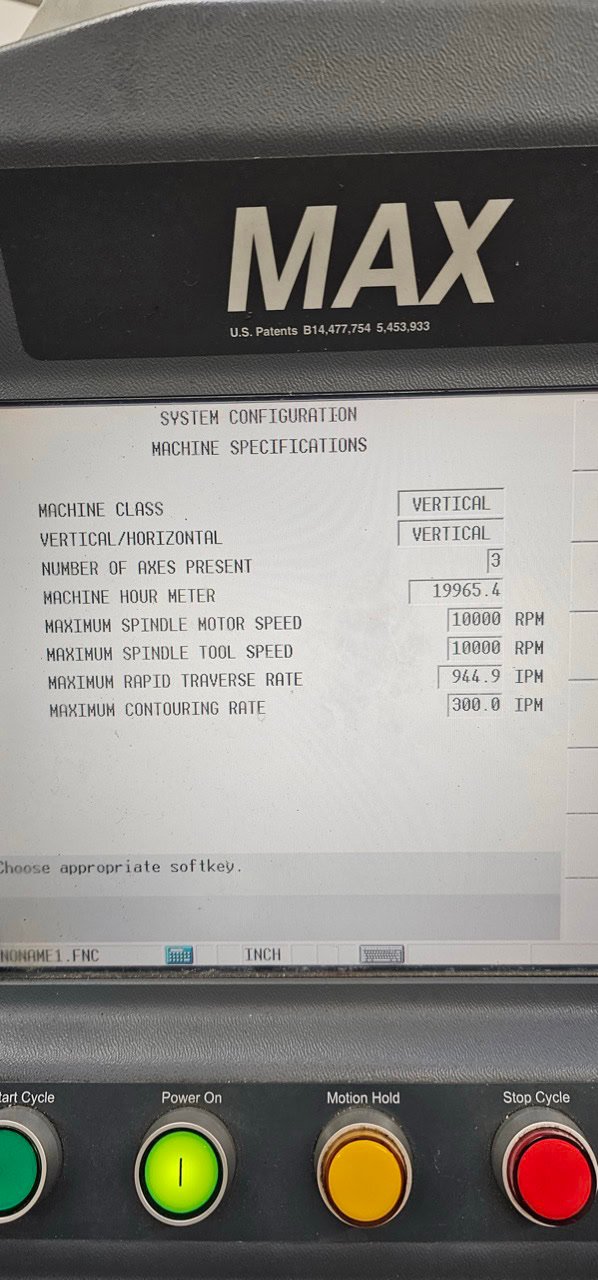 MAX
U.S. Patents B14,477,754 5,453,933
SYSTEM CONFIGURATION
MACHINE SPECIFICATIONS
MACHINE CLASS VERTICAL
VERTICAL/HORIZONTAL VERTICAL
NUMBER OF AXES PRESENT 3
MACHINE HOUR METER 19965.4
MAXIMUM SPINDLE MOTOR SPEED 10000 RPM
MAXIMUM SPINDLE TOOL SPEED 10000 RPM
MAXIMUM RAPID TRAVERSE RATE 944.9 IPM
MAXIMUM CONTOURING RATE 300.0 IPM
Choose appropriate softkey.
NONAME1.FNC INCH
tart Cycle Power On Motion Hold Stop Cycle